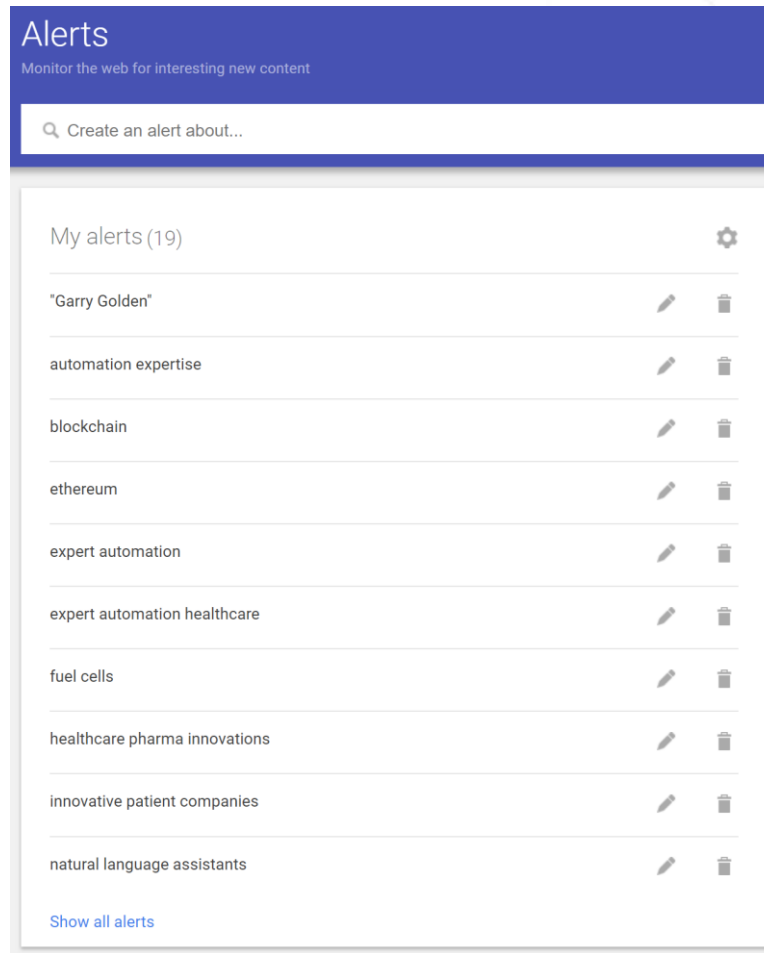 Alerts
Monitor the web for interesting new content
Create an alert about...
My alerts (19)
"Garry Golden"
automation expertise
blockchain
ethereum
expert automation
expert automation healthcare
fuel cells
healthcare pharma innovations
innovative patient companies
natural language assistants
Show all alerts